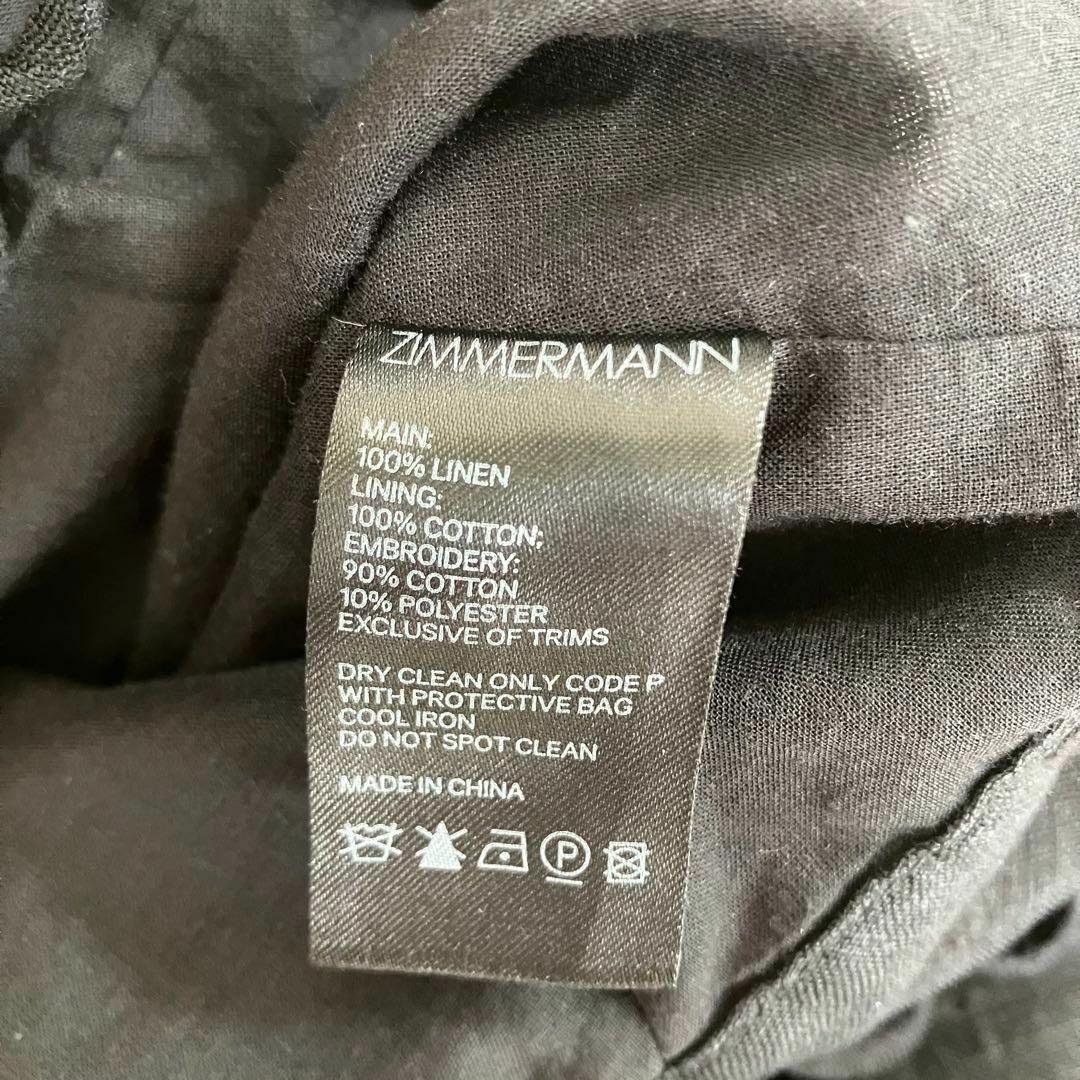 ZIMMERMANN
MAIN:
100% LINEN
LINING:
100% COTTON;
EMBROIDERY:
90% COTTON
10% POLYESTER
EXCLUSIVE OF TRIMS
DRY CLEAN ONLY CODE P
WITH PROTECTIVE BAG
COOL IRON
DO NOT SPOT CLEAN
MADE IN CHINA
P